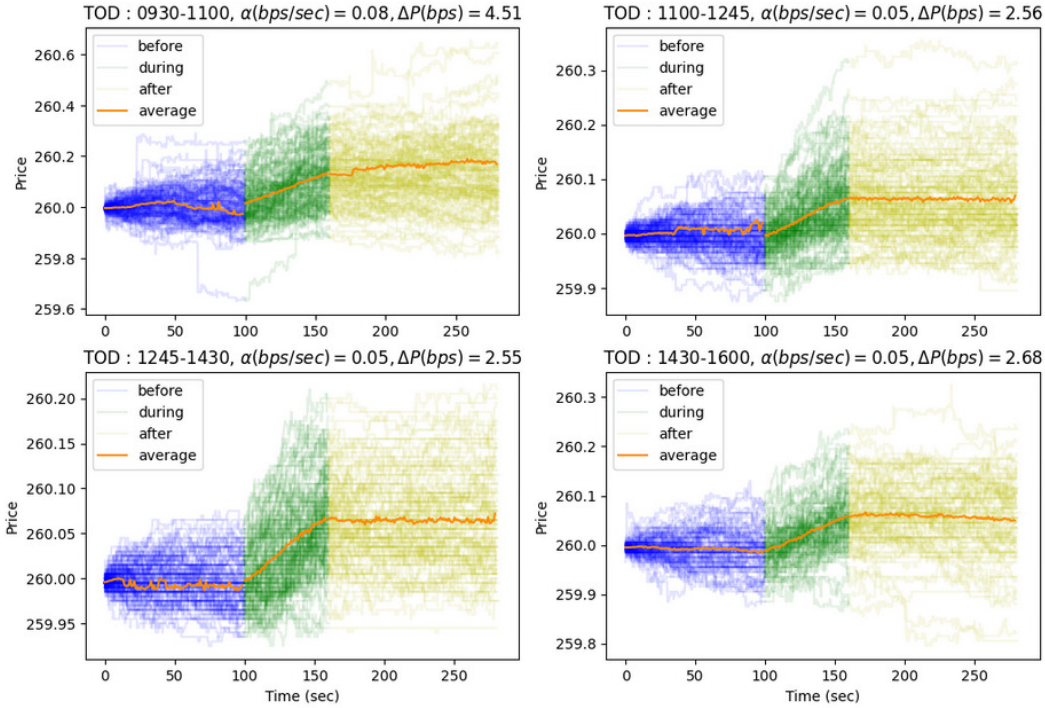 TOD : 0930-1100, α(bps/sec) = 0.08, ΔP(bps) = 4.51
before
during
after
average
260.6
260.4
260.2
260.0
259.8
259.6
Price
0 50 100 150 200 250
TOD : 1100-1245, α(bps/sec) = 0.05, ΔP(bps) = 2.56
before
during
after
average
260.3
260.2
260.1
260.0
259.9
Price
0 50 100 150 200 250
TOD : 1245-1430, α(bps/sec) = 0.05, ΔP(bps) = 2.55
before
during
after
average
260.20
260.15
260.10
260.05
260.00
259.95
Price
0 50 100 150 200 250
Time (sec)
TOD : 1430-1600, α(bps/sec) = 0.05, ΔP(bps) = 2.68
before
during
after
average
260.3
260.2
260.1
260.0
259.9
259.8
Price
0 50 100 150 200 250
Time (sec)